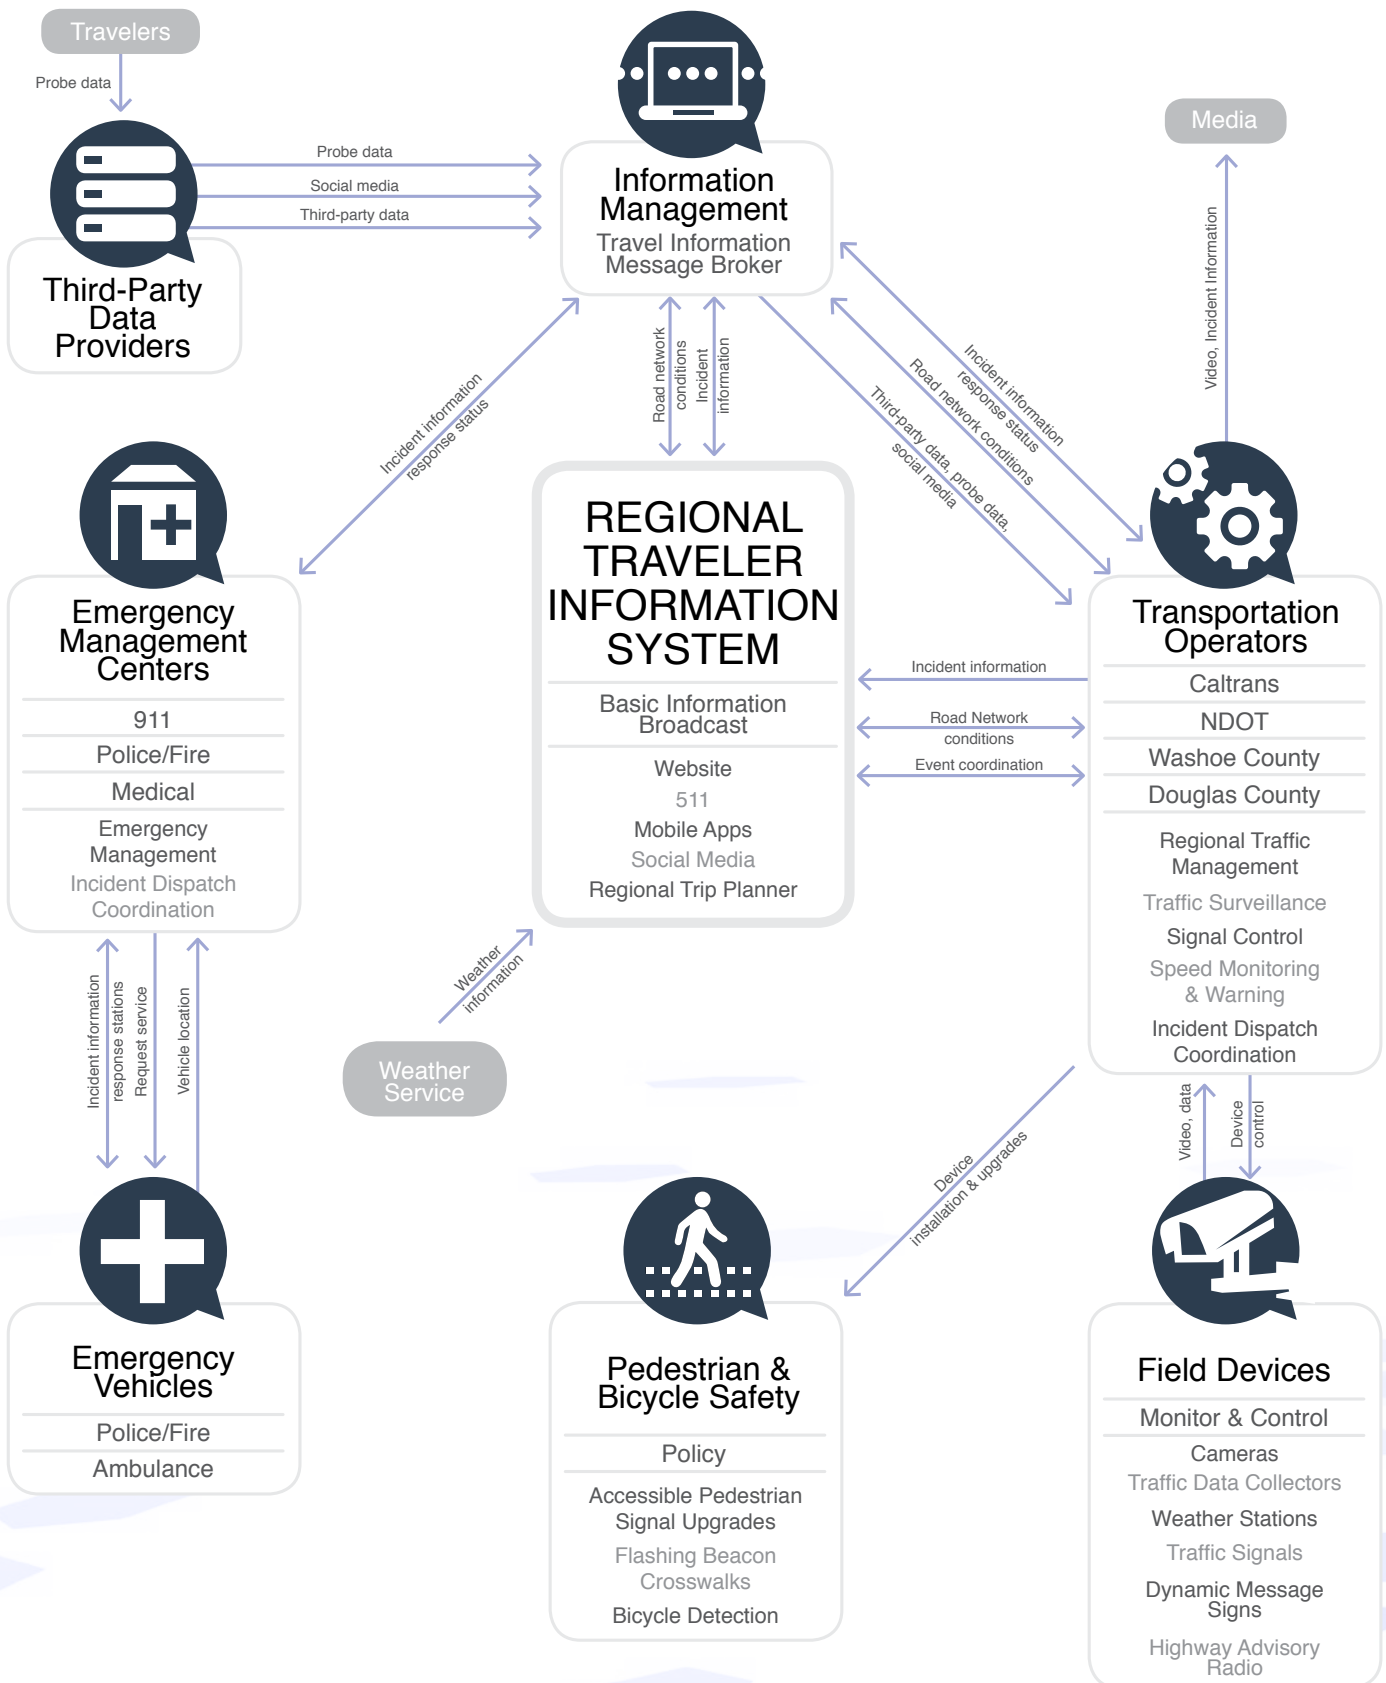 Travelers
Probe data
Probe data
Social media
Third-party data
Third-Party
Data
Providers
Information
Management
Travel Information
Message Broker
Media
Video, Incident Information
Incident information
response status
Road network
conditions
Incident
information
Third-party data, probe data,
social media
Road network conditions
Incident information
response status
Emergency
Management
Centers
911
Police/Fire
Medical
Emergency
Management
Incident Dispatch
Coordination
REGIONAL
TRAVELER
INFORMATION
SYSTEM
Basic Information
Broadcast
Website
511
Mobile Apps
Social Media
Regional Trip Planner
Incident information
Road Network
conditions
Event coordination
Transportation
Operators
Caltrans
NDOT
Washoe County
Douglas County
Regional Traffic
Management
Traffic Surveillance
Signal Control
Speed Monitoring
& Warning
Incident Dispatch
Coordination
Incident information
response stations
Request service
Vehicle location
Weather
information
Weather
Service
Device
installation & upgrades
Video, data
Device
control
Emergency
Vehicles
Police/Fire
Ambulance
Pedestrian &
Bicycle Safety
Policy
Accessible Pedestrian
Signal Upgrades
Flashing Beacon
Crosswalks
Bicycle Detection
Field Devices
Monitor & Control
Cameras
Traffic Data Collectors
Weather Stations
Traffic Signals
Dynamic Message
Signs
Highway Advisory
Radio